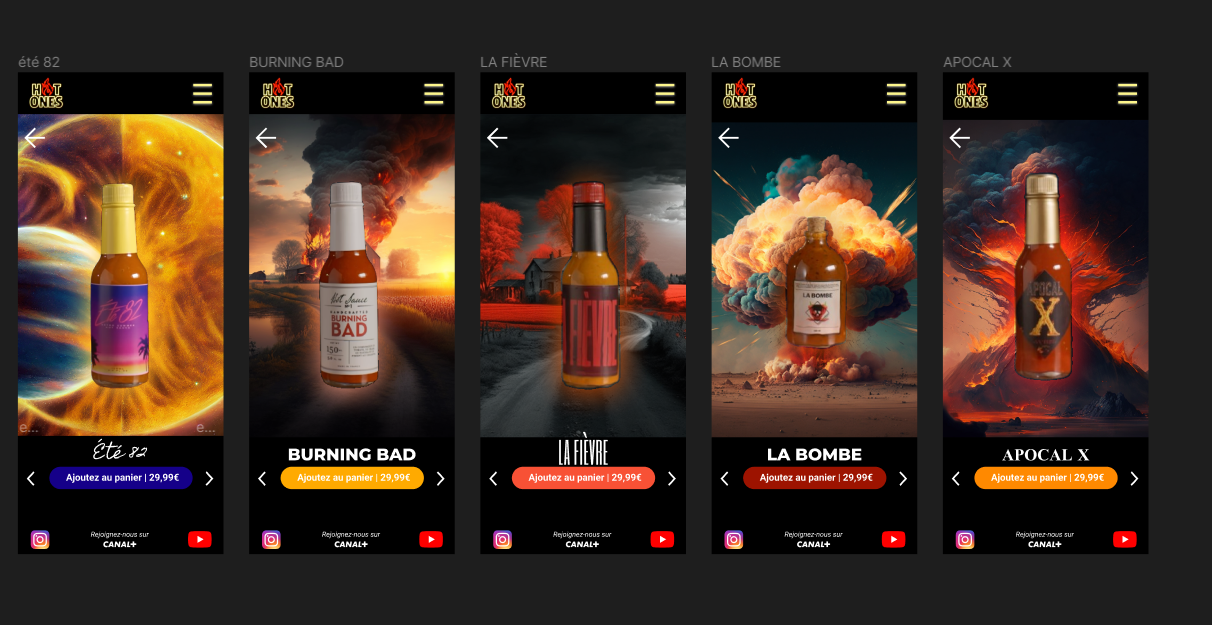 été 82
BURNING BAD
LA FIÈVRE
LA BOMBE
APOCAL X
HOT
ONES
HOT
ONES
HOT
ONES
HOT
ONES
HOT
ONES
Été 82
Hot Sauce
BURNING
BAD
LA BOMBE
APOCAL
X
e...
e...
Été 82
BURNING BAD
LA FIÈVRE
LA BOMBE
APOCAL X
Ajoutez au panier | 29,99€
Ajoutez au panier | 29,99€
Ajoutez au panier | 29,99€
Ajoutez au panier | 29,99€
Ajoutez au panier | 29,99€
Rejoignez-nous sur
CANAL+
Rejoignez-nous sur
CANAL+
Rejoignez-nous sur
CANAL+
Rejoignez-nous sur
CANAL+
Rejoignez-nous sur
CANAL+